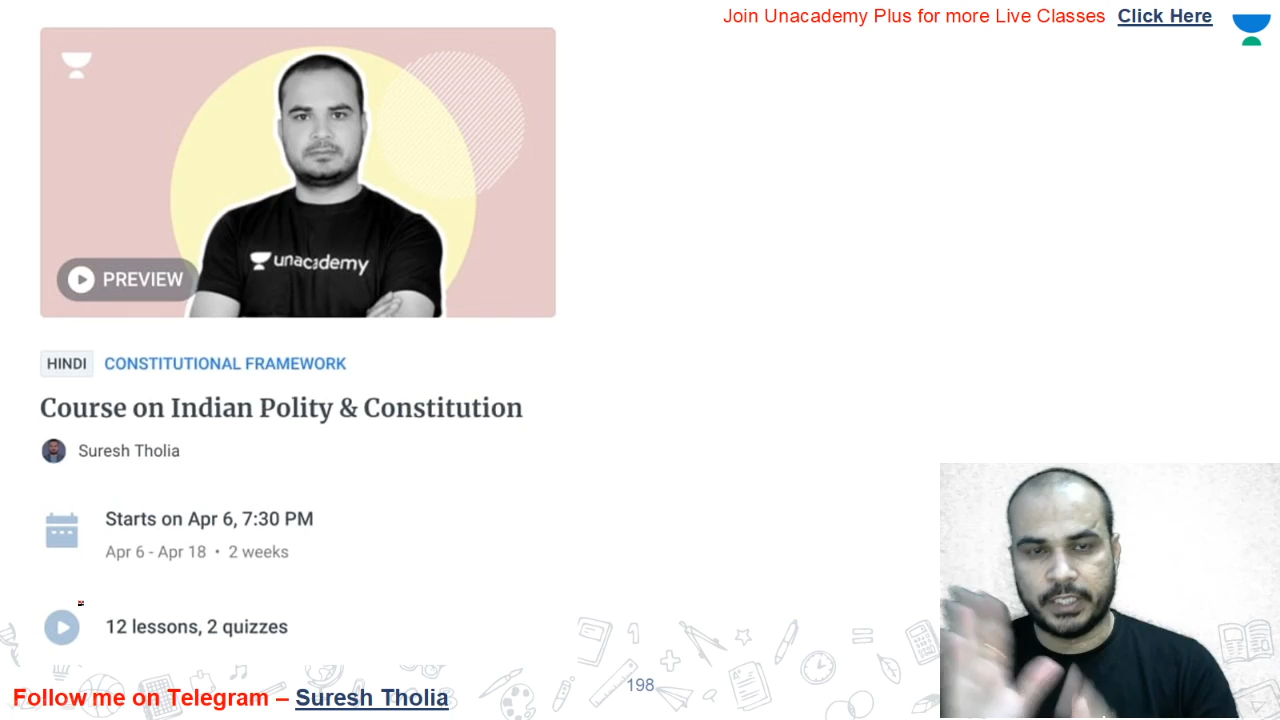 Join Unacademy Plus for more Live Classes Click Here
unacademy
PREVIEW
HINDI CONSTITUTIONAL FRAMEWORK
Course on Indian Polity & Constitution
Suresh Tholia
Starts on Apr 6, 7:30 PM
Apr 6 - Apr 18 • 2 weeks
12 lessons, 2 quizzes
198
Follow me on Telegram – Suresh Tholia